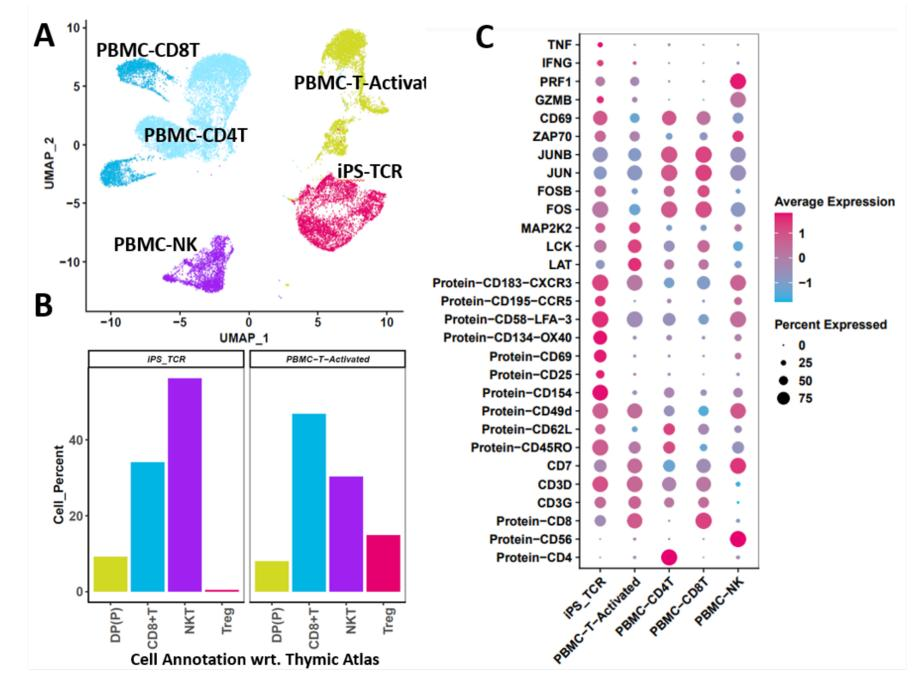 A
PBMC-CD8T
PBMC-T-Activat
PBMC-CD4T
iPS-TCR
PBMC-NK
UMAP_2
10
5
0
−5
−10
−10
−5
0
5
10
UMAP_1
B
iPS_TCR
PBMC−T−Activated
Cell_Percent
40
20
0
DP(P)
CD8+T
NKT
Treg
DP(P)
CD8+T
NKT
Treg
Cell Annotation wrt. Thymic Atlas
C
TNF
IFNG
PRF1
GZMB
CD69
ZAP70
JUNB
JUN
FOSB
FOS
MAP2K2
LCK
LAT
Protein−CD183−CXCR3
Protein−CD195−CCR5
Protein−CD58−LFA−3
Protein−CD134−OX40
Protein−CD69
Protein−CD25
Protein−CD154
Protein−CD49d
Protein−CD62L
Protein−CD45RO
CD7
CD3D
CD3G
Protein−CD8
Protein−CD56
Protein−CD4
iPS_TCR
PBMC−T−Activated
PBMC−CD4T
PBMC−CD8T
PBMC−NK
Average Expression
1
0
−1
Percent Expressed
0
25
50
75